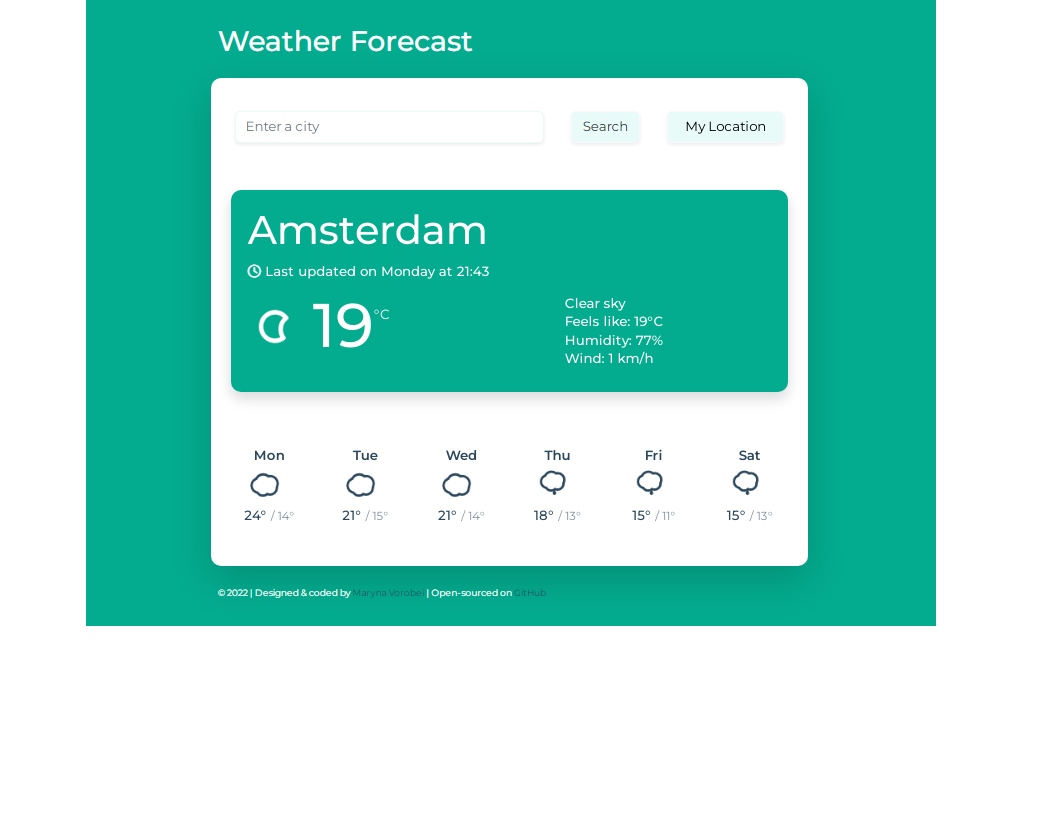 Weather Forecast
Enter a city
Search
My Location
Amsterdam
Last updated on Monday at 21:43
19°C
Clear sky
Feels like: 19°C
Humidity: 77%
Wind: 1 km/h
Mon Tue Wed Thu Fri Sat
24° / 14° 21° / 15° 21° / 14° 18° / 13° 15° / 11° 15° / 13°
© 2022 | Designed & coded by Maryna Vorobei | Open-sourced on GitHub